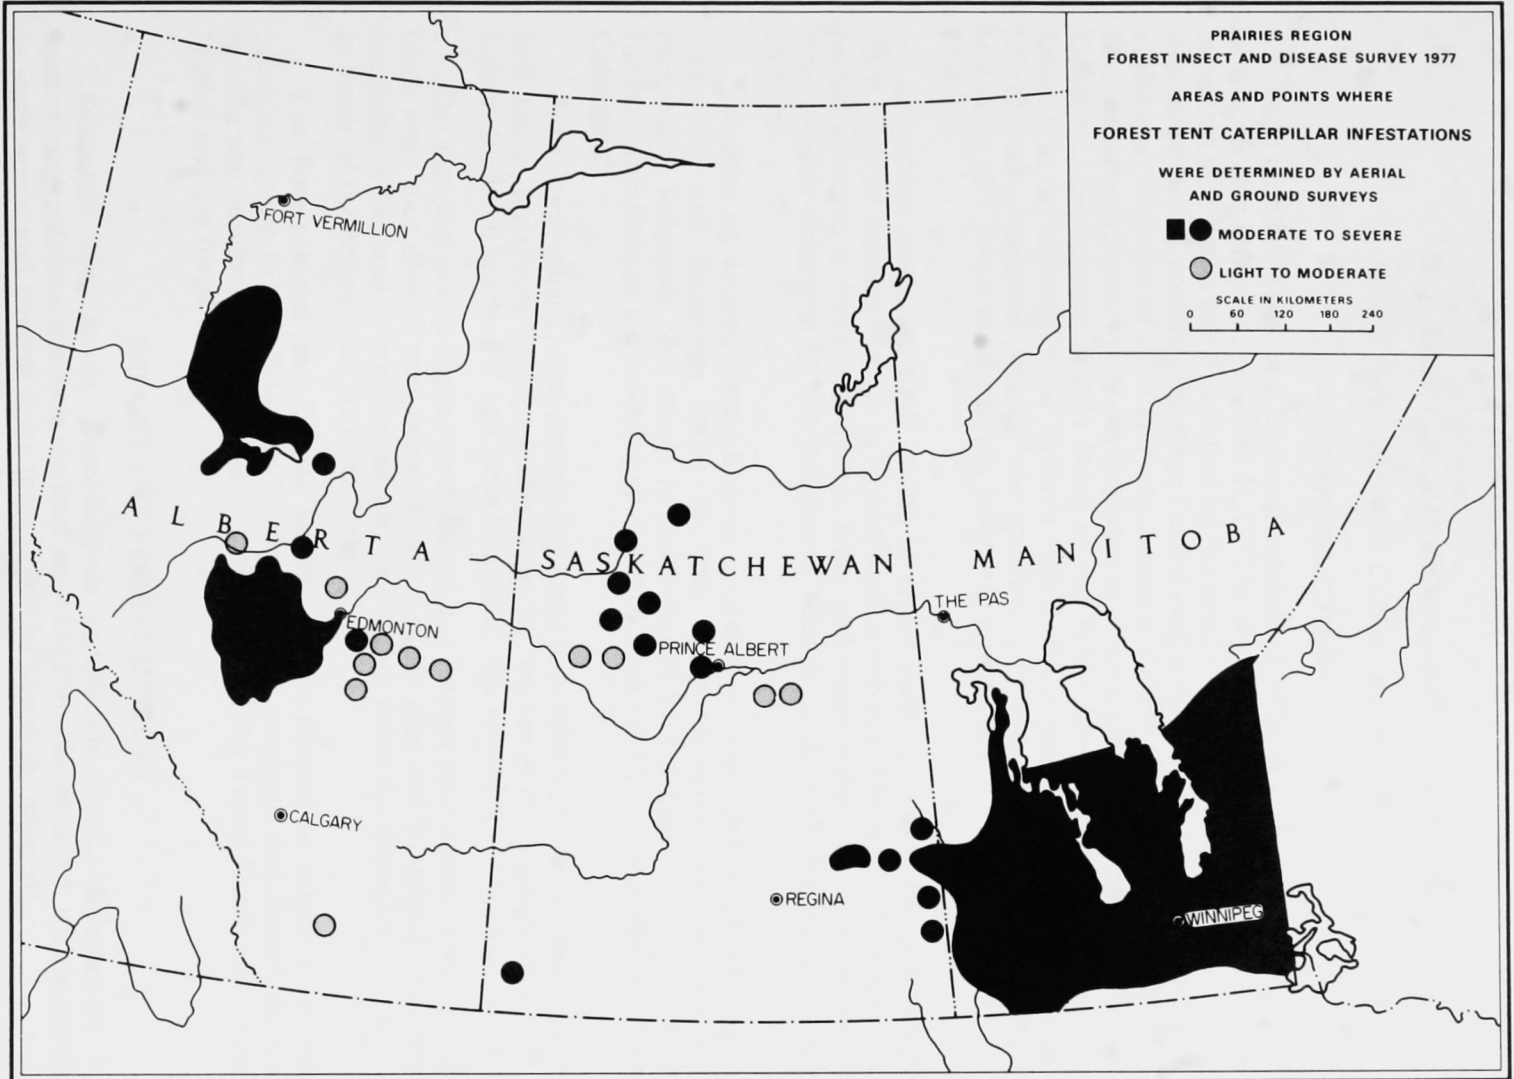 PRAIRIES REGION
FOREST INSECT AND DISEASE SURVEY 1977
AREAS AND POINTS WHERE
FOREST TENT CATERPILLAR INFESTATIONS
WERE DETERMINED BY AERIAL
AND GROUND SURVEYS
MODERATE TO SEVERE
LIGHT TO MODERATE
SCALE IN KILOMETERS
0 60 120 180 240
FORT VERMILLION
ALBERTA
SASKATCHEWAN
MANITOBA
THE PAS
EDMONTON
PRINCE ALBERT
CALGARY
REGINA
WINNIPEG